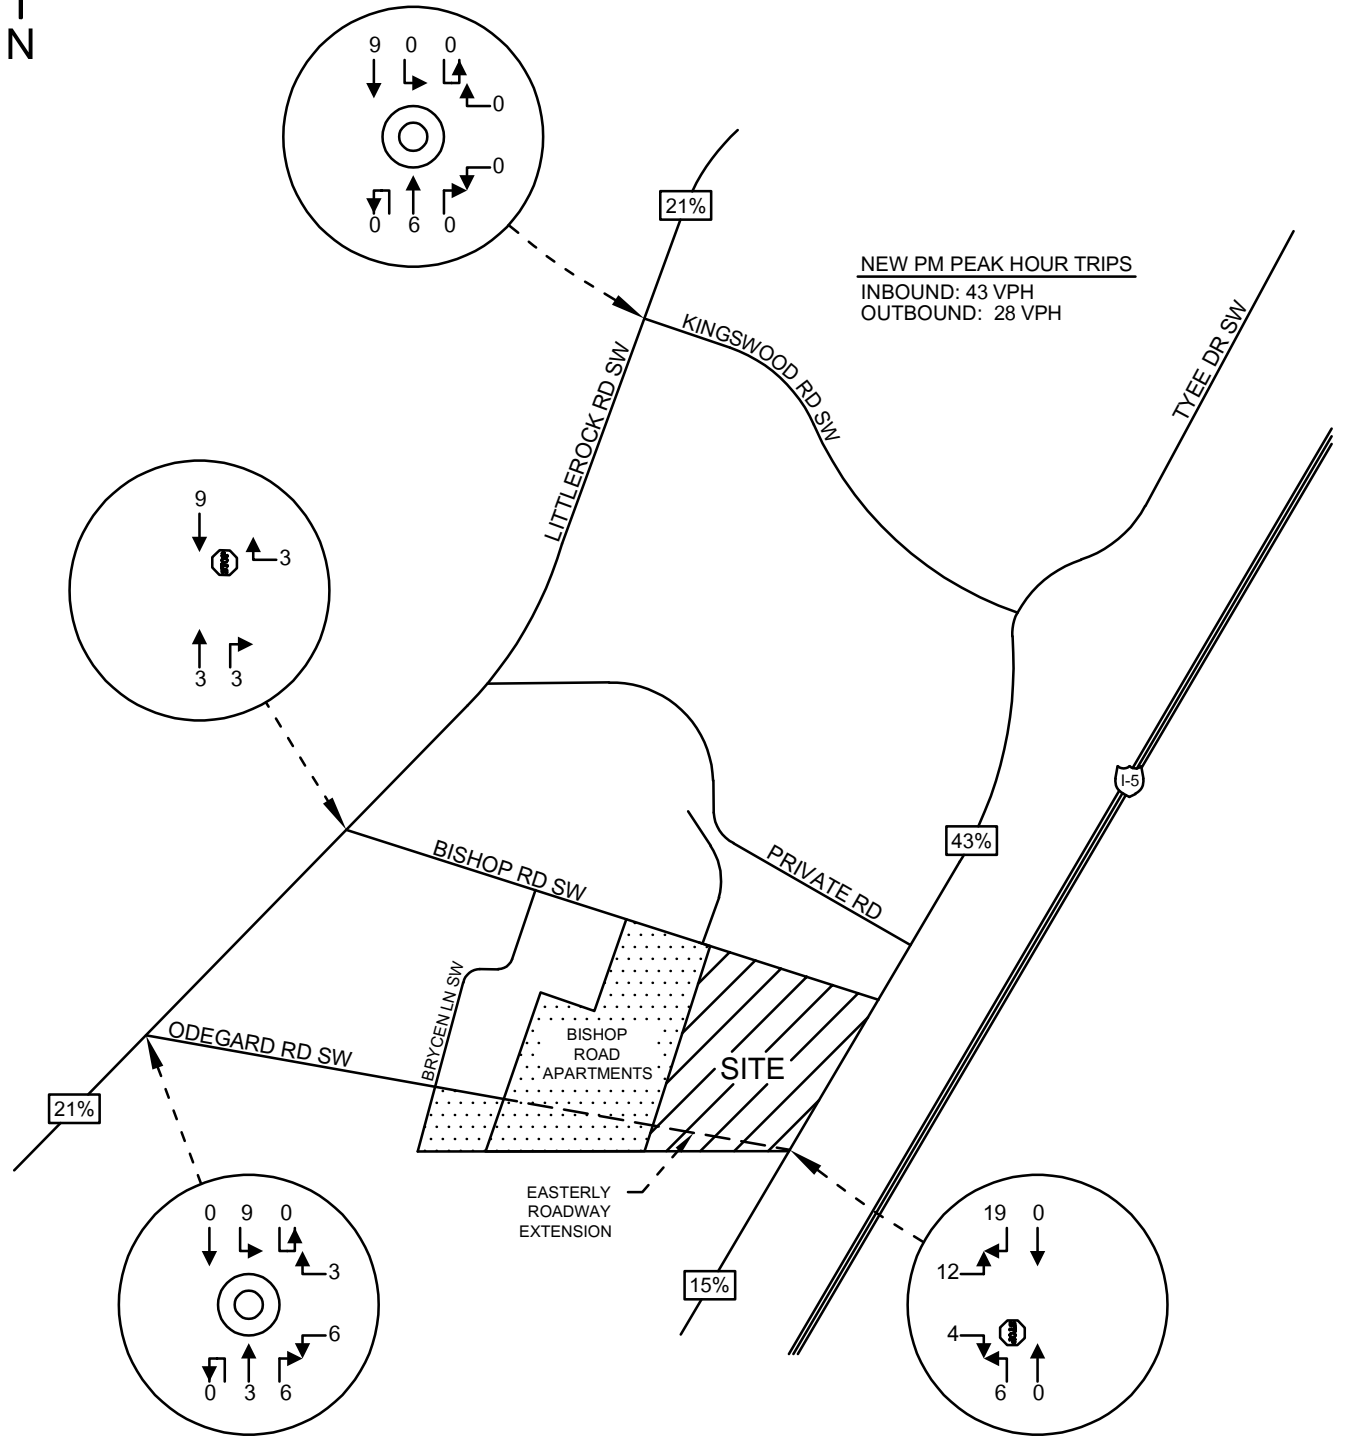 N
9 0 0
0
0
0 6 0
21%
NEW PM PEAK HOUR TRIPS
INBOUND: 43 VPH
OUTBOUND: 28 VPH
KINGSWOOD RD SW
LITTLEROCK RD SW
TYEE DR SW
9
STOP
3
3 3
I-5
43%
BISHOP RD SW
PRIVATE RD
BRYCEN LN SW
ODEGARD RD SW
BISHOP
ROAD
APARTMENTS
SITE
21%
EASTERLY
ROADWAY
EXTENSION
15%
0 9 0
3
6
0 3 6
19 0
12
4
STOP
6 0